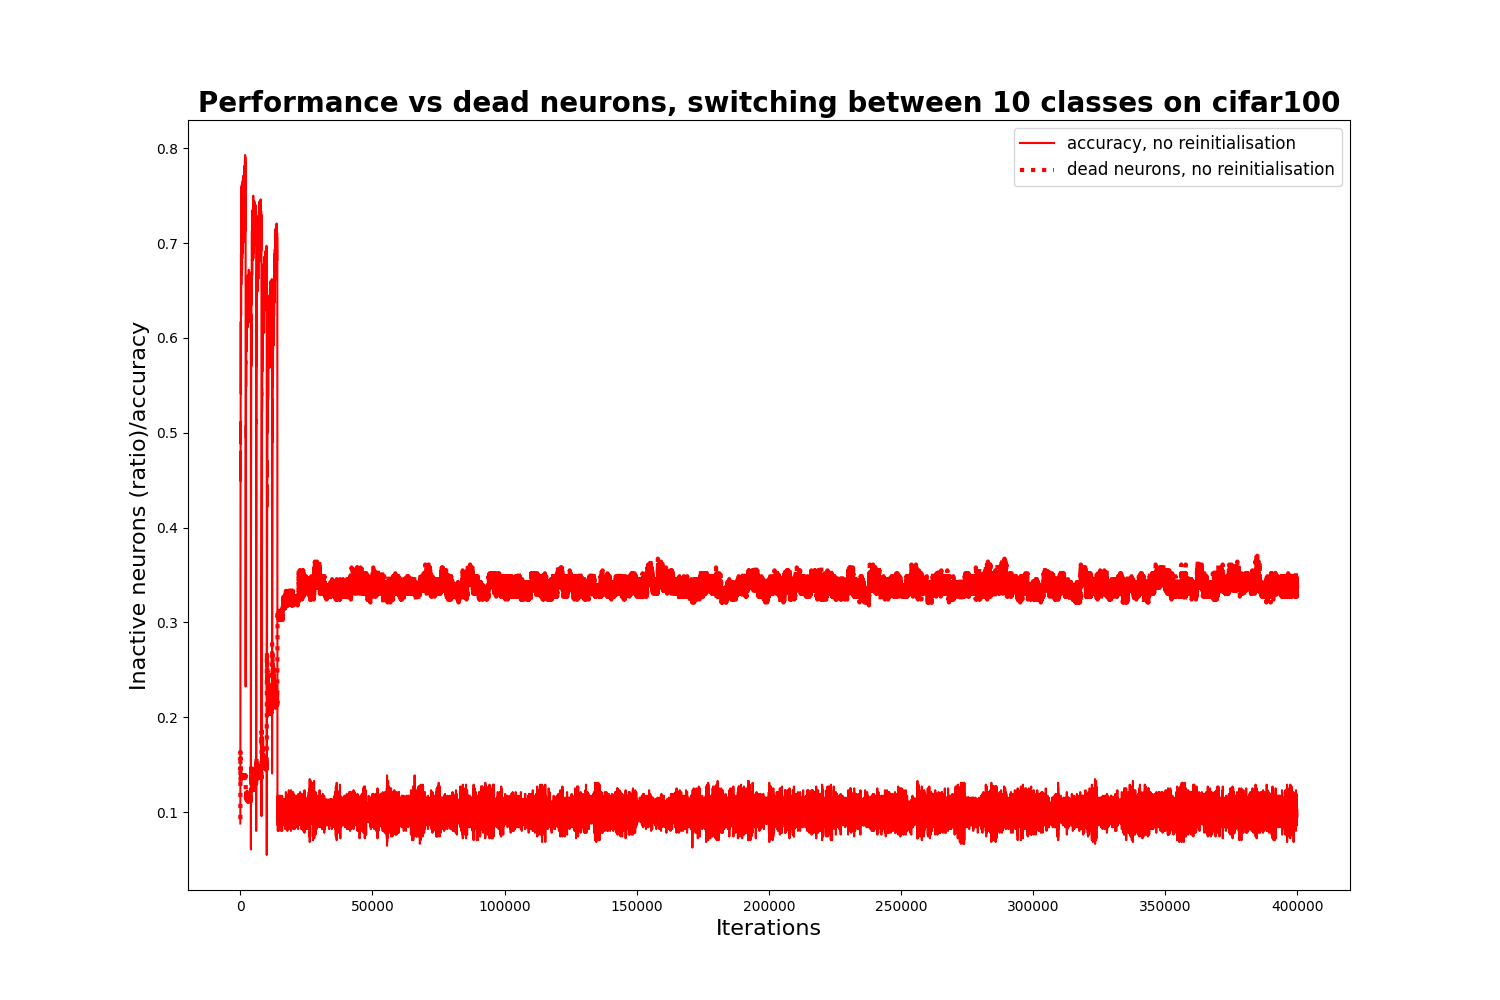 Performance vs dead neurons, switching between 10 classes on cifar100
accuracy, no reinitialisation
dead neurons, no reinitialisation
Inactive neurons (ratio)/accuracy
0.8
0.7
0.6
0.5
0.4
0.3
0.2
0.1
0 50000 100000 150000 200000 250000 300000 350000 400000
Iterations